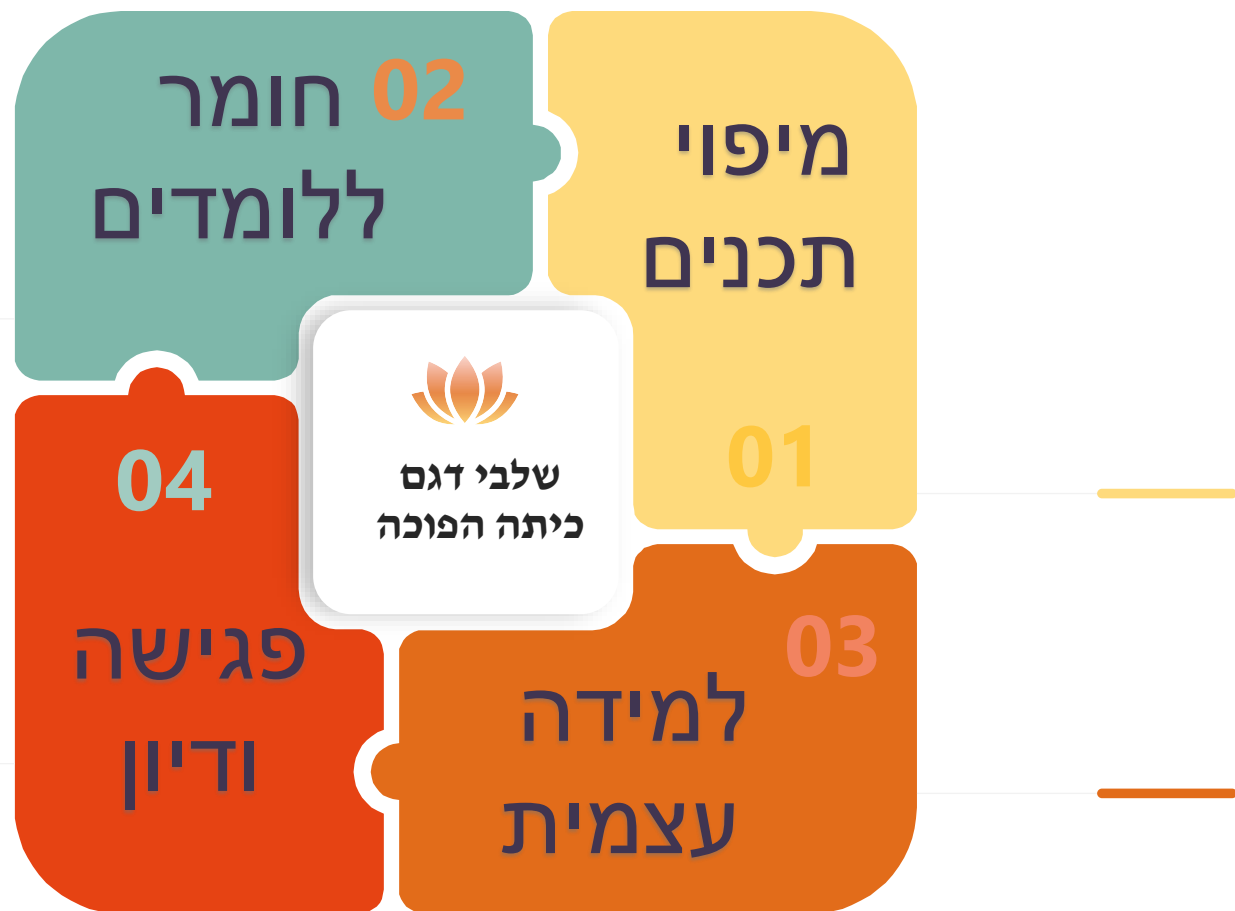 מיפוי
תכנים
01
02 חומר
ללומדים
שלבי דגם
כיתה הפוכה
03
למידה
עצמית
04
פגישה
ודיון